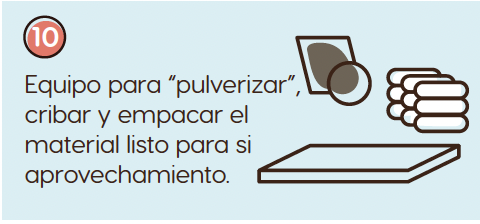 10
Equipo para “pulverizar”,
cribar y empacar el
material listo para si
aprovechamiento.